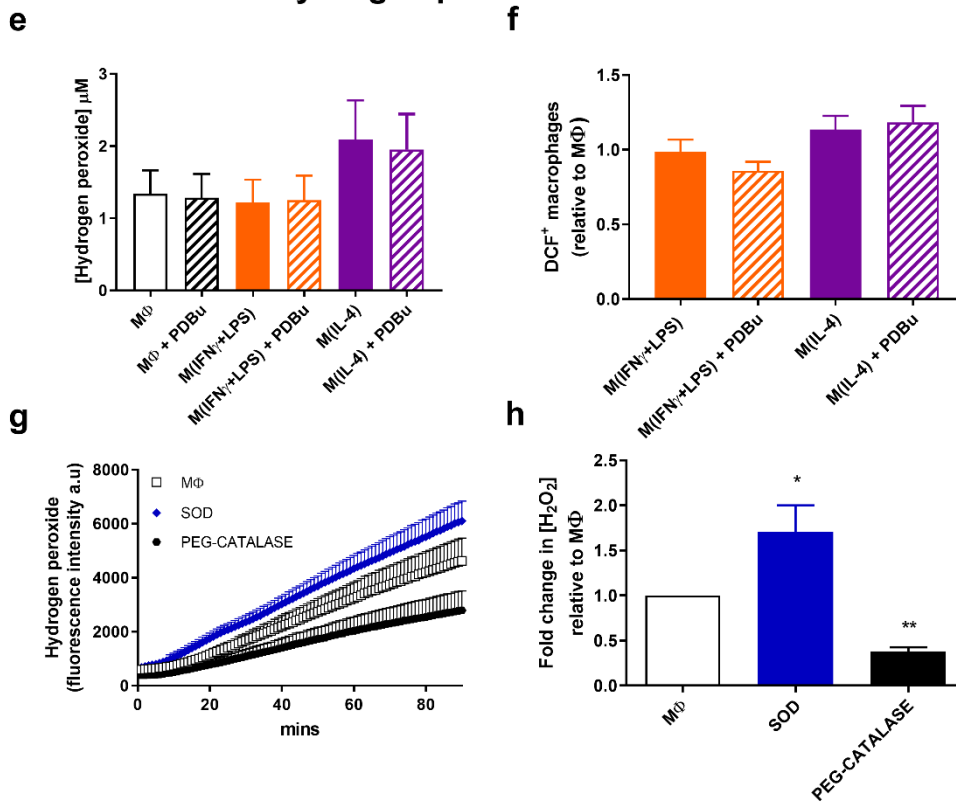 e
f
[Hydrogen peroxide] μM
3
2
1
0
MΦ
MΦ + PDBu
M(IFNγ+LPS)
M(IFNγ+LPS) + PDBu
M(IL-4)
M(IL-4) + PDBu
DCF⁺ macrophages
(relative to MΦ)
1.5
1.0
0.5
0.0
M(IFNγ+LPS)
M(IFNγ+LPS) + PDBu
M(IL-4)
M(IL-4) + PDBu
g
h
Hydrogen peroxide
(fluorescence intensity a.u)
8000
6000
4000
2000
0
MΦ
SOD
PEG-CATALASE
0 20 40 60 80
mins
Fold change in [H₂O₂]
relative to MΦ
2.5
2.0
1.5
1.0
0.5
0.0
*
**
MΦ
SOD
PEG-CATALASE